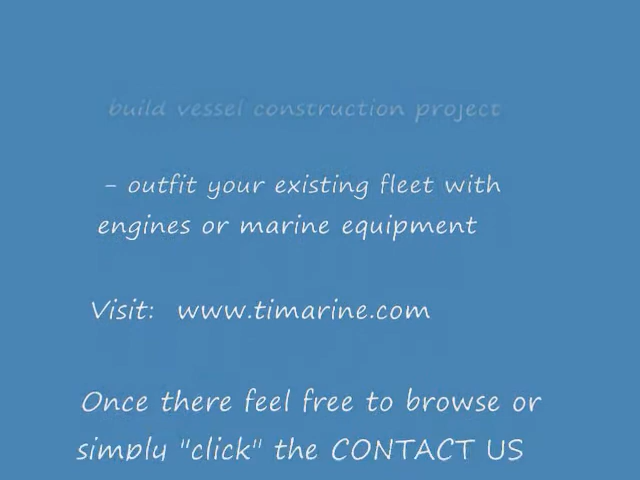 build vessel construction project
- outfit your existing fleet with
engines or marine equipment
Visit: www.timarine.com
Once there feel free to browse or
simply "click" the CONTACT US